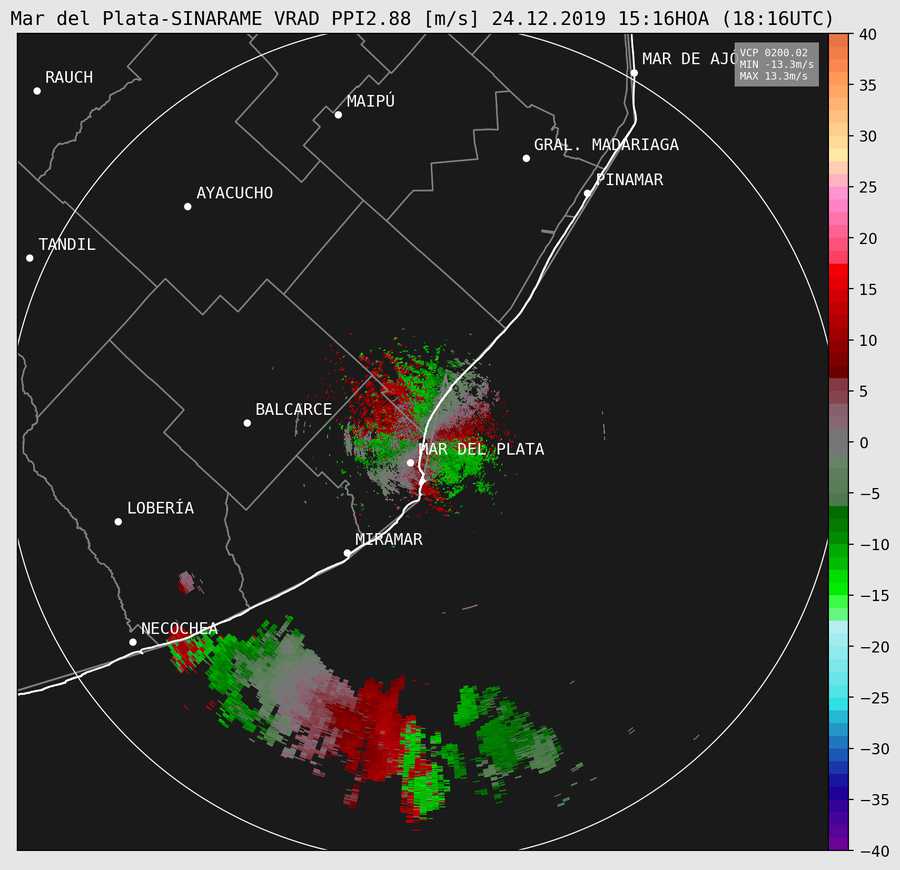 Mar del Plata-SINARAME VRAD PPI2.88 [m/s] 24.12.2019 15:16HOA (18:16UTC)
VCP 0200.02
MIN -13.3m/s
MAX 13.3m/s
MAR DE AJÓ
RAUCH
MAIPÚ
GRAL. MADARIAGA
PINAMAR
AYACUCHO
TANDIL
BALCARCE
MAR DEL PLATA
LOBERÍA
MIRAMAR
NECOCHEA
40
35
30
25
20
15
10
5
0
−5
−10
−15
−20
−25
−30
−35
−40